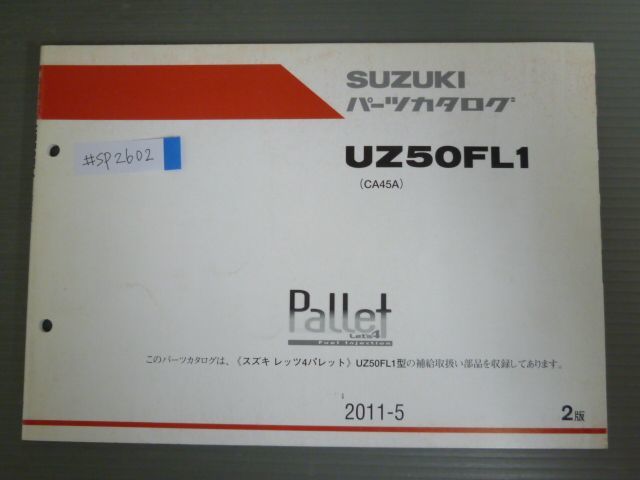 SUZUKI
パーツカタログ
#SP2602
UZ50FL1
(CA45A)
Pallet
Let's4
Fuel Injection
このパーツカタログは、《スズキ レッツ4パレット》UZ50FL1型の補給取扱い部品を収録してあります。
2011-5
2版